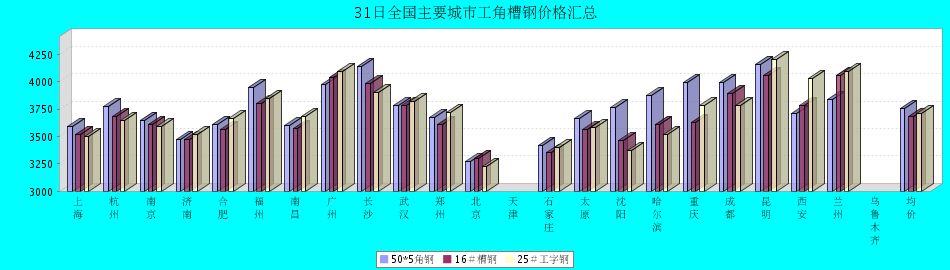 31日全国主要城市工角槽钢价格汇总
4250
4000
3750
3500
3250
3000
上海
杭州
南京
济南
合肥
福州
南昌
广州
长沙
武汉
郑州
北京
天津
石家庄
太原
沈阳
哈尔滨
重庆
成都
昆明
西安
兰州
乌鲁木齐
均价
50*5角钢 16#槽钢 25#工字钢